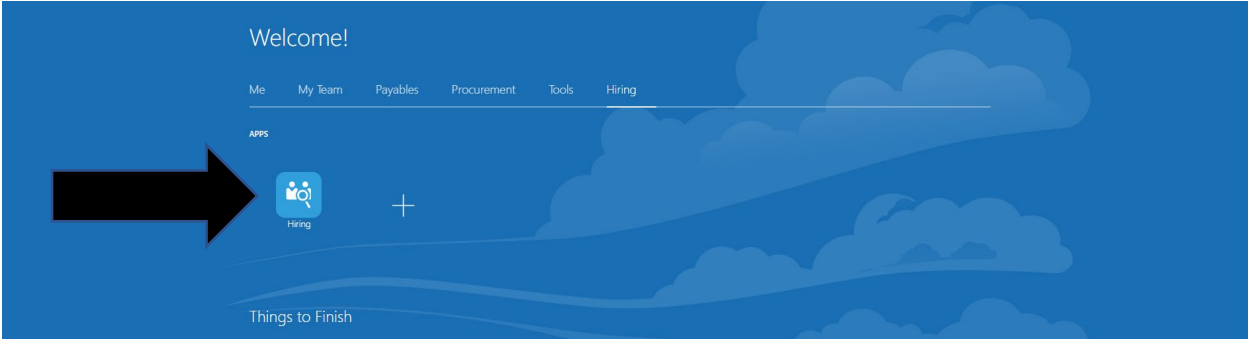 Welcome!
Me My Team Payables Procurement Tools Hiring
APPS
Hiring
Things to Finish